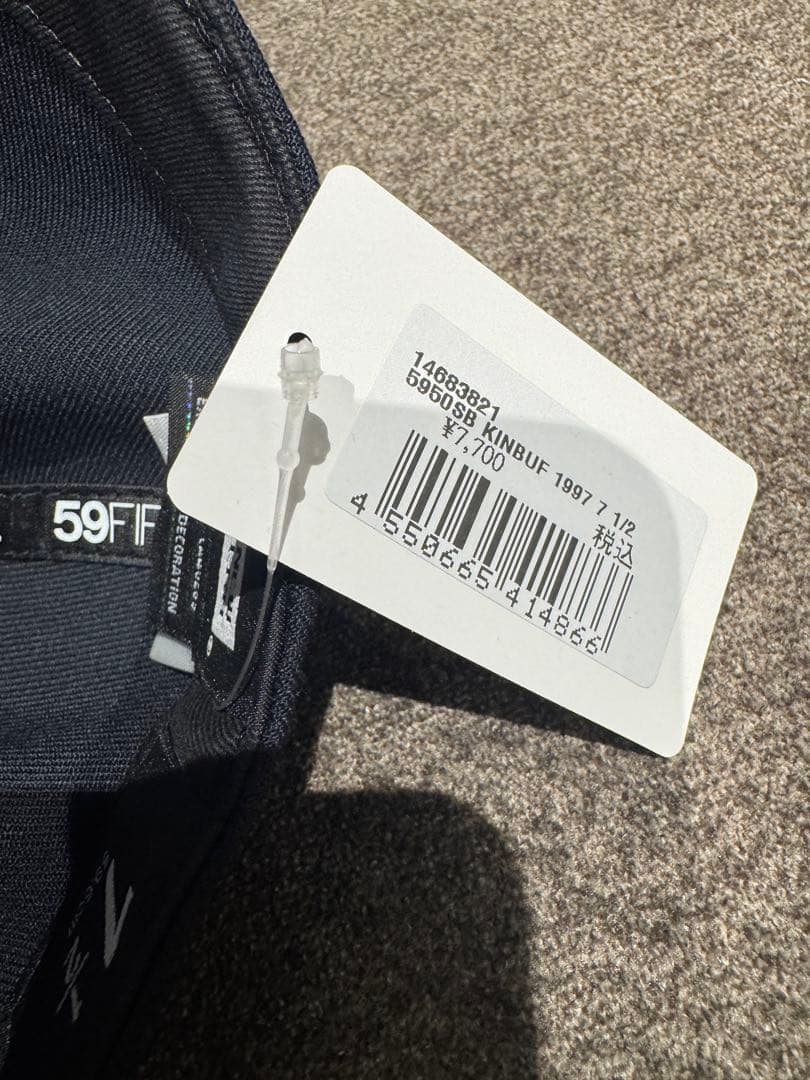 14683821
5950SB KINBUF 1997 7 1/2
¥7,700
税込
4 550665 414866
59FIF
DECORATION